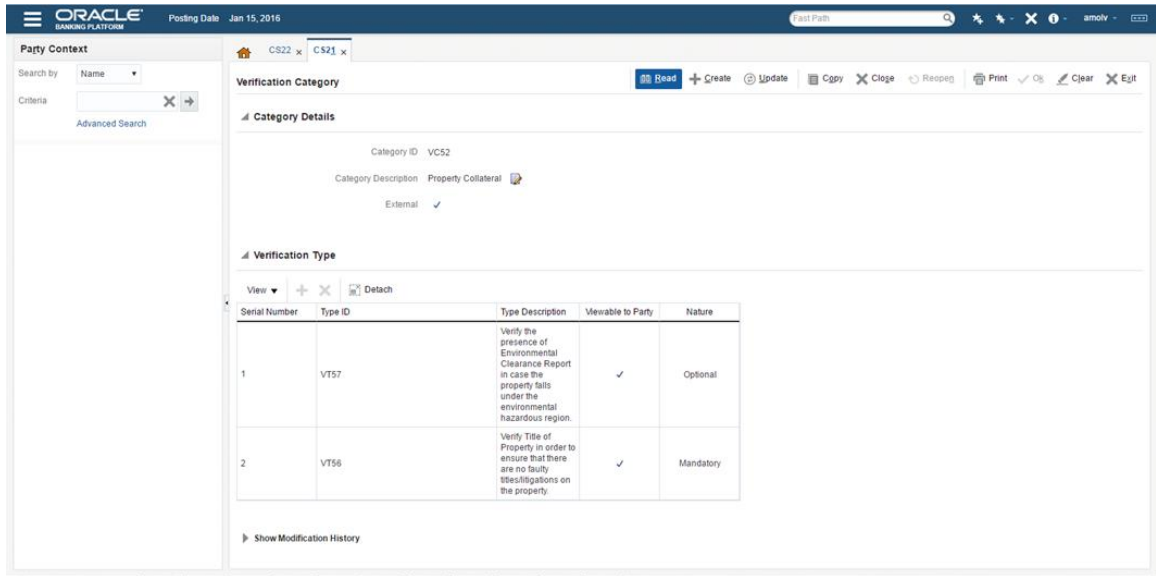 ORACLE
BANKING PLATFORM
Posting Date Jan 15, 2016
Fast Path
amolv
Party Context
Search by Name
Criteria
Advanced Search
CS22 x CS21 x
Verification Category
Read Create Update Copy Close Reopen Print Ok Clear Exit
Category Details
Category ID VC52
Category Description Property Collateral
External
Verification Type
View Detach
Serial Number Type ID Type Description Viewable to Party Nature
1 VT57 Optional
Verify the
presence of
Environmental
Clearance Report
in case the
property falls
under the
environmental
hazardous region.
2 VT56 Mandatory
Verify Title of
Property in order to
ensure that there
are no faulty
titles/litigations on
the property.
Show Modification History